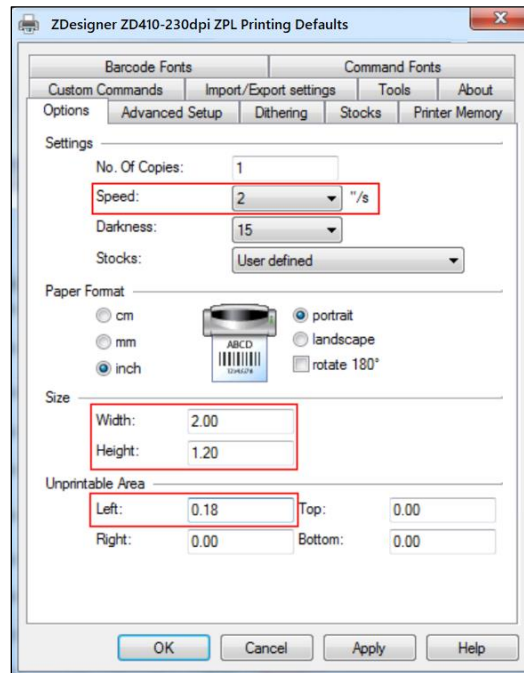 ZDesigner ZD410-230dpi ZPL Printing Defaults
Barcode Fonts Command Fonts
Custom Commands Import/Export settings Tools About
Options Advanced Setup Dithering Stocks Printer Memory
Settings
No. Of Copies: 1
Speed: 2 "/s
Darkness: 15
Stocks: User defined
Paper Format
cm portrait
mm landscape
inch rotate 180°
ABCD
Size
Width: 2.00
Height: 1.20
Unprintable Area
Left: 0.18 Top: 0.00
Right: 0.00 Bottom: 0.00
OK Cancel Apply Help